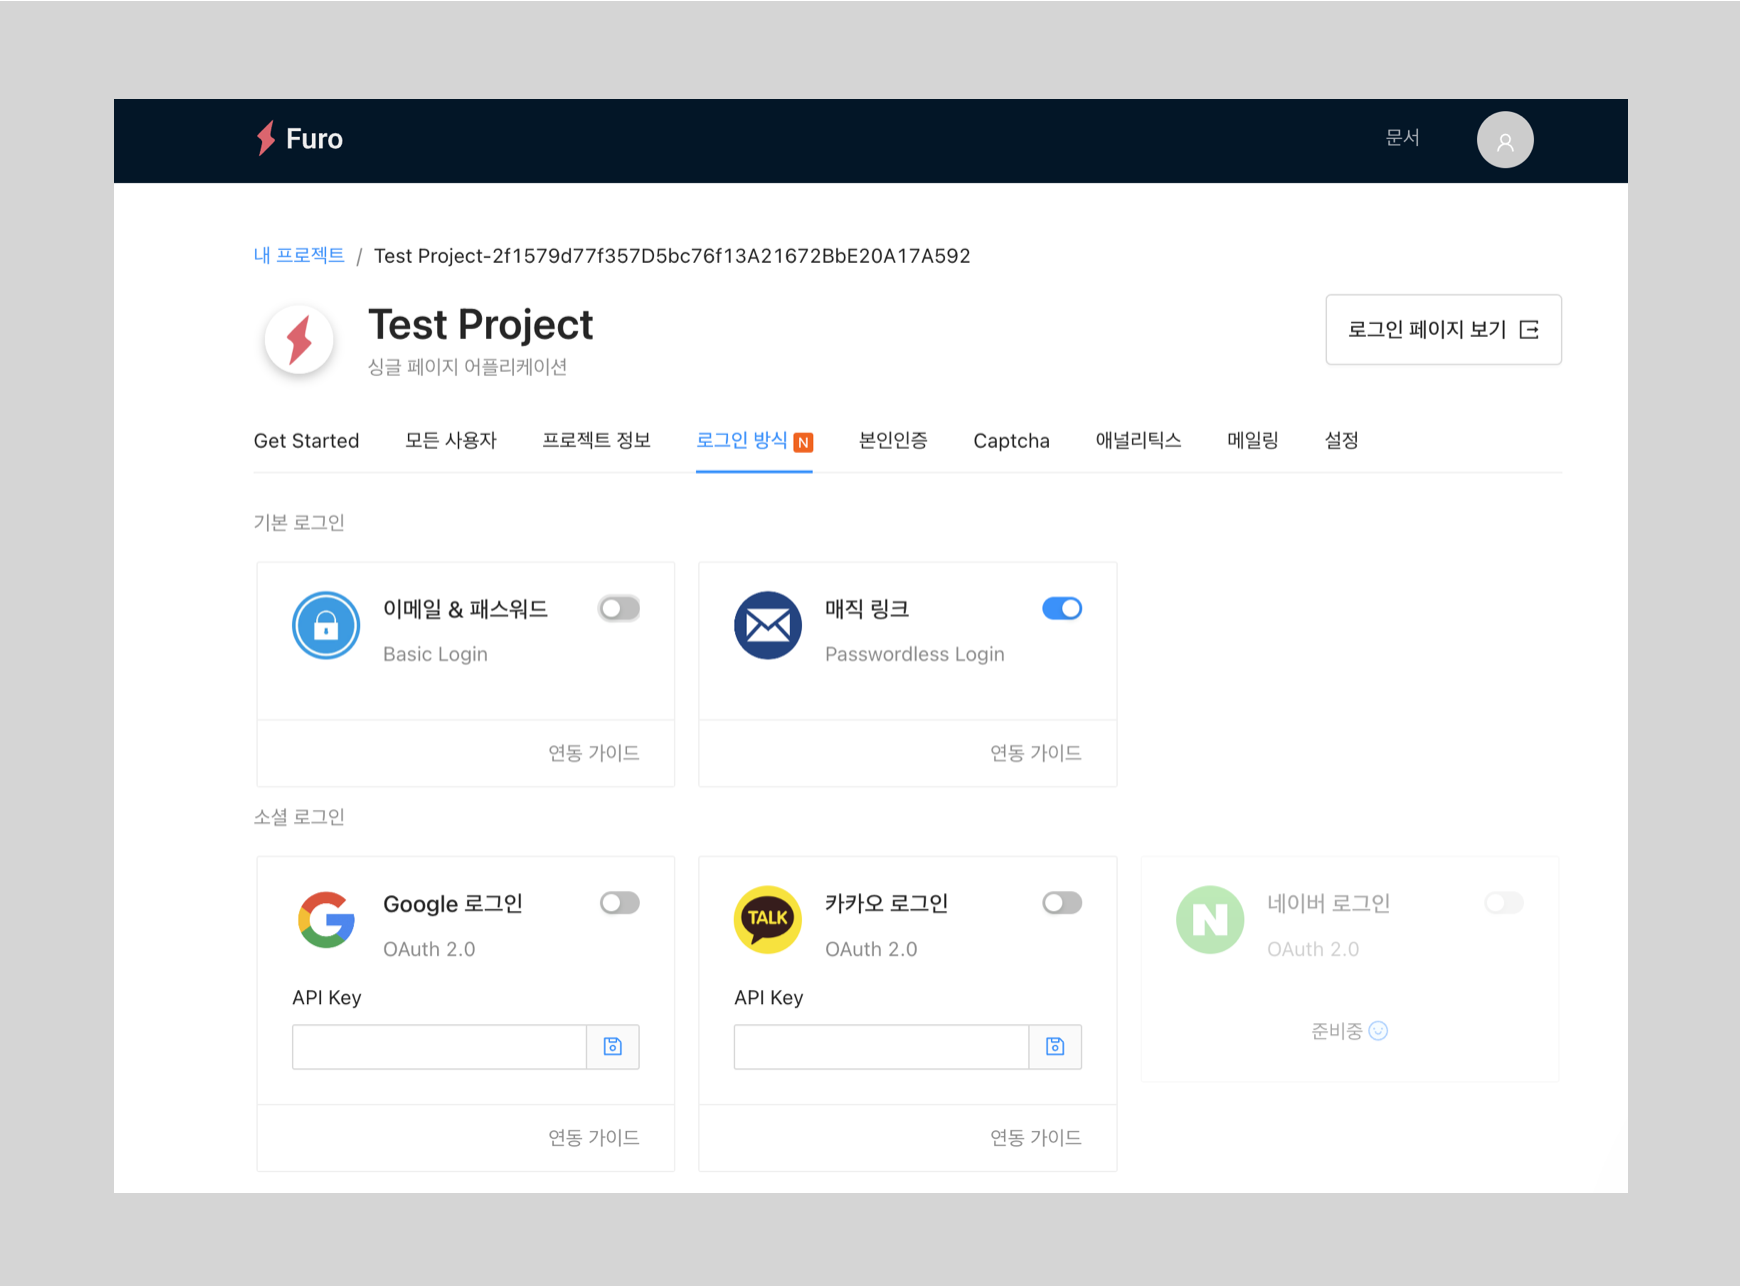 Furo
문서
내 프로젝트 / Test Project-2f1579d77f357D5bc76f13A21672BbE20A17A592
Test Project
싱글 페이지 어플리케이션
로그인 페이지 보기
Get Started 모든 사용자 프로젝트 정보 로그인 방식 N 본인인증 Captcha 애널리틱스 메일링 설정
기본 로그인
이메일 & 패스워드
Basic Login
연동 가이드
매직 링크
Passwordless Login
연동 가이드
소셜 로그인
Google 로그인
OAuth 2.0
API Key
연동 가이드
TALK
카카오 로그인
OAuth 2.0
API Key
연동 가이드
N
네이버 로그인
OAuth 2.0
준비중